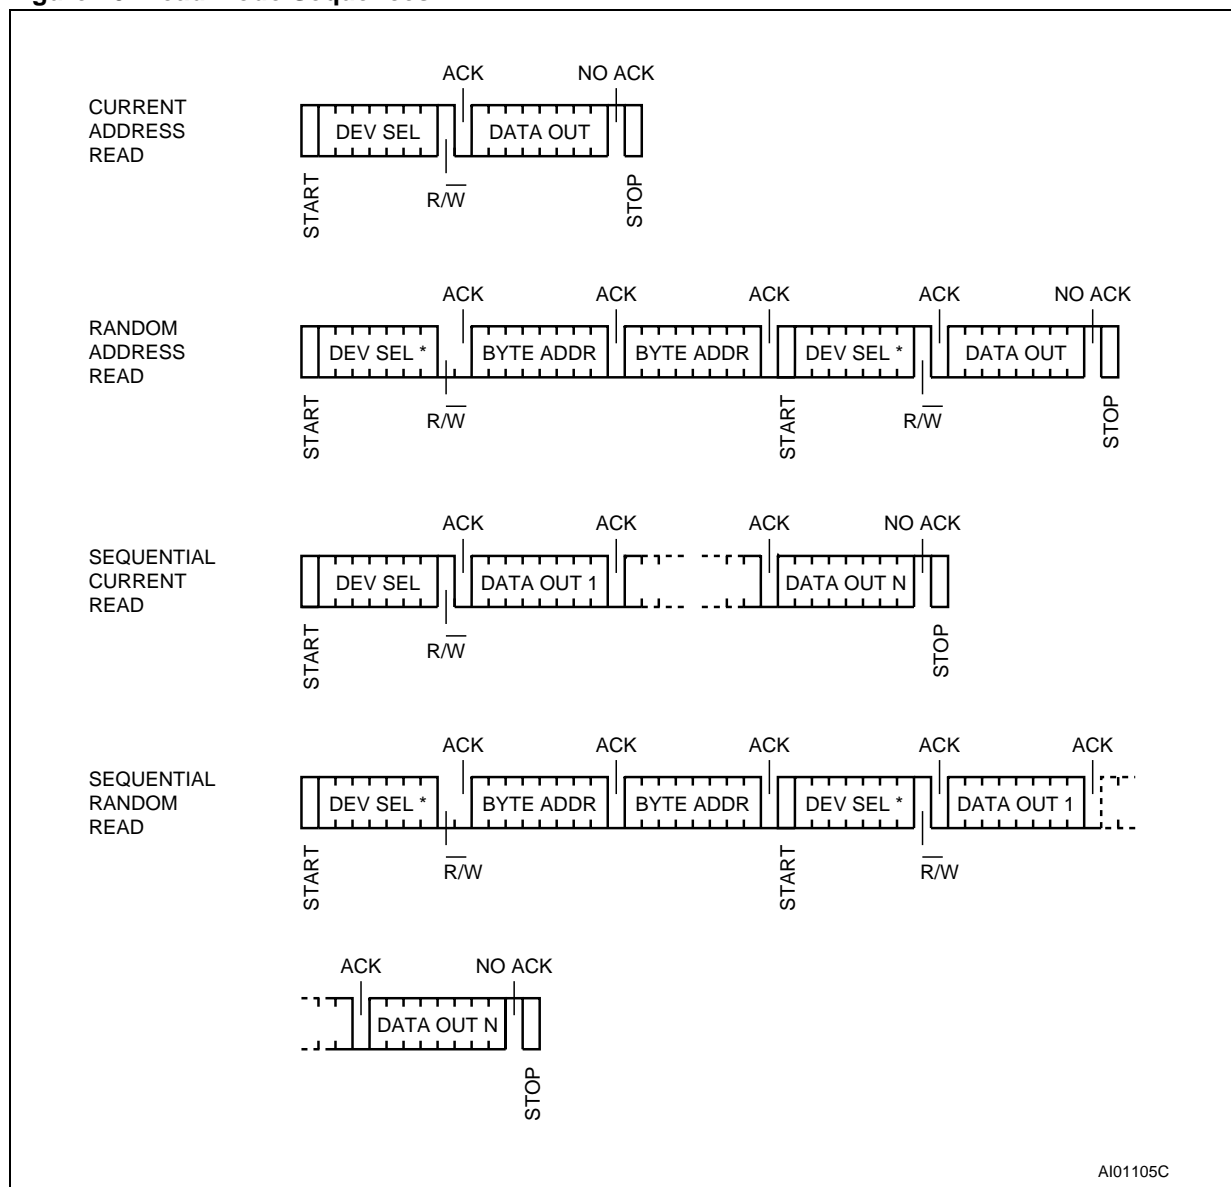 ACK NO ACK
CURRENT
ADDRESS
READ
DEV SEL DATA OUT
START R/W STOP
ACK ACK ACK ACK NO ACK
RANDOM
ADDRESS
READ
DEV SEL * BYTE ADDR BYTE ADDR DEV SEL * DATA OUT
START R/W START R/W STOP
ACK ACK ACK NO ACK
SEQUENTIAL
CURRENT
READ
DEV SEL DATA OUT 1 DATA OUT N
START R/W STOP
ACK ACK ACK ACK ACK
SEQUENTIAL
RANDOM
READ
DEV SEL * BYTE ADDR BYTE ADDR DEV SEL * DATA OUT 1
START R/W START R/W
ACK NO ACK
DATA OUT N
STOP
AI01105C